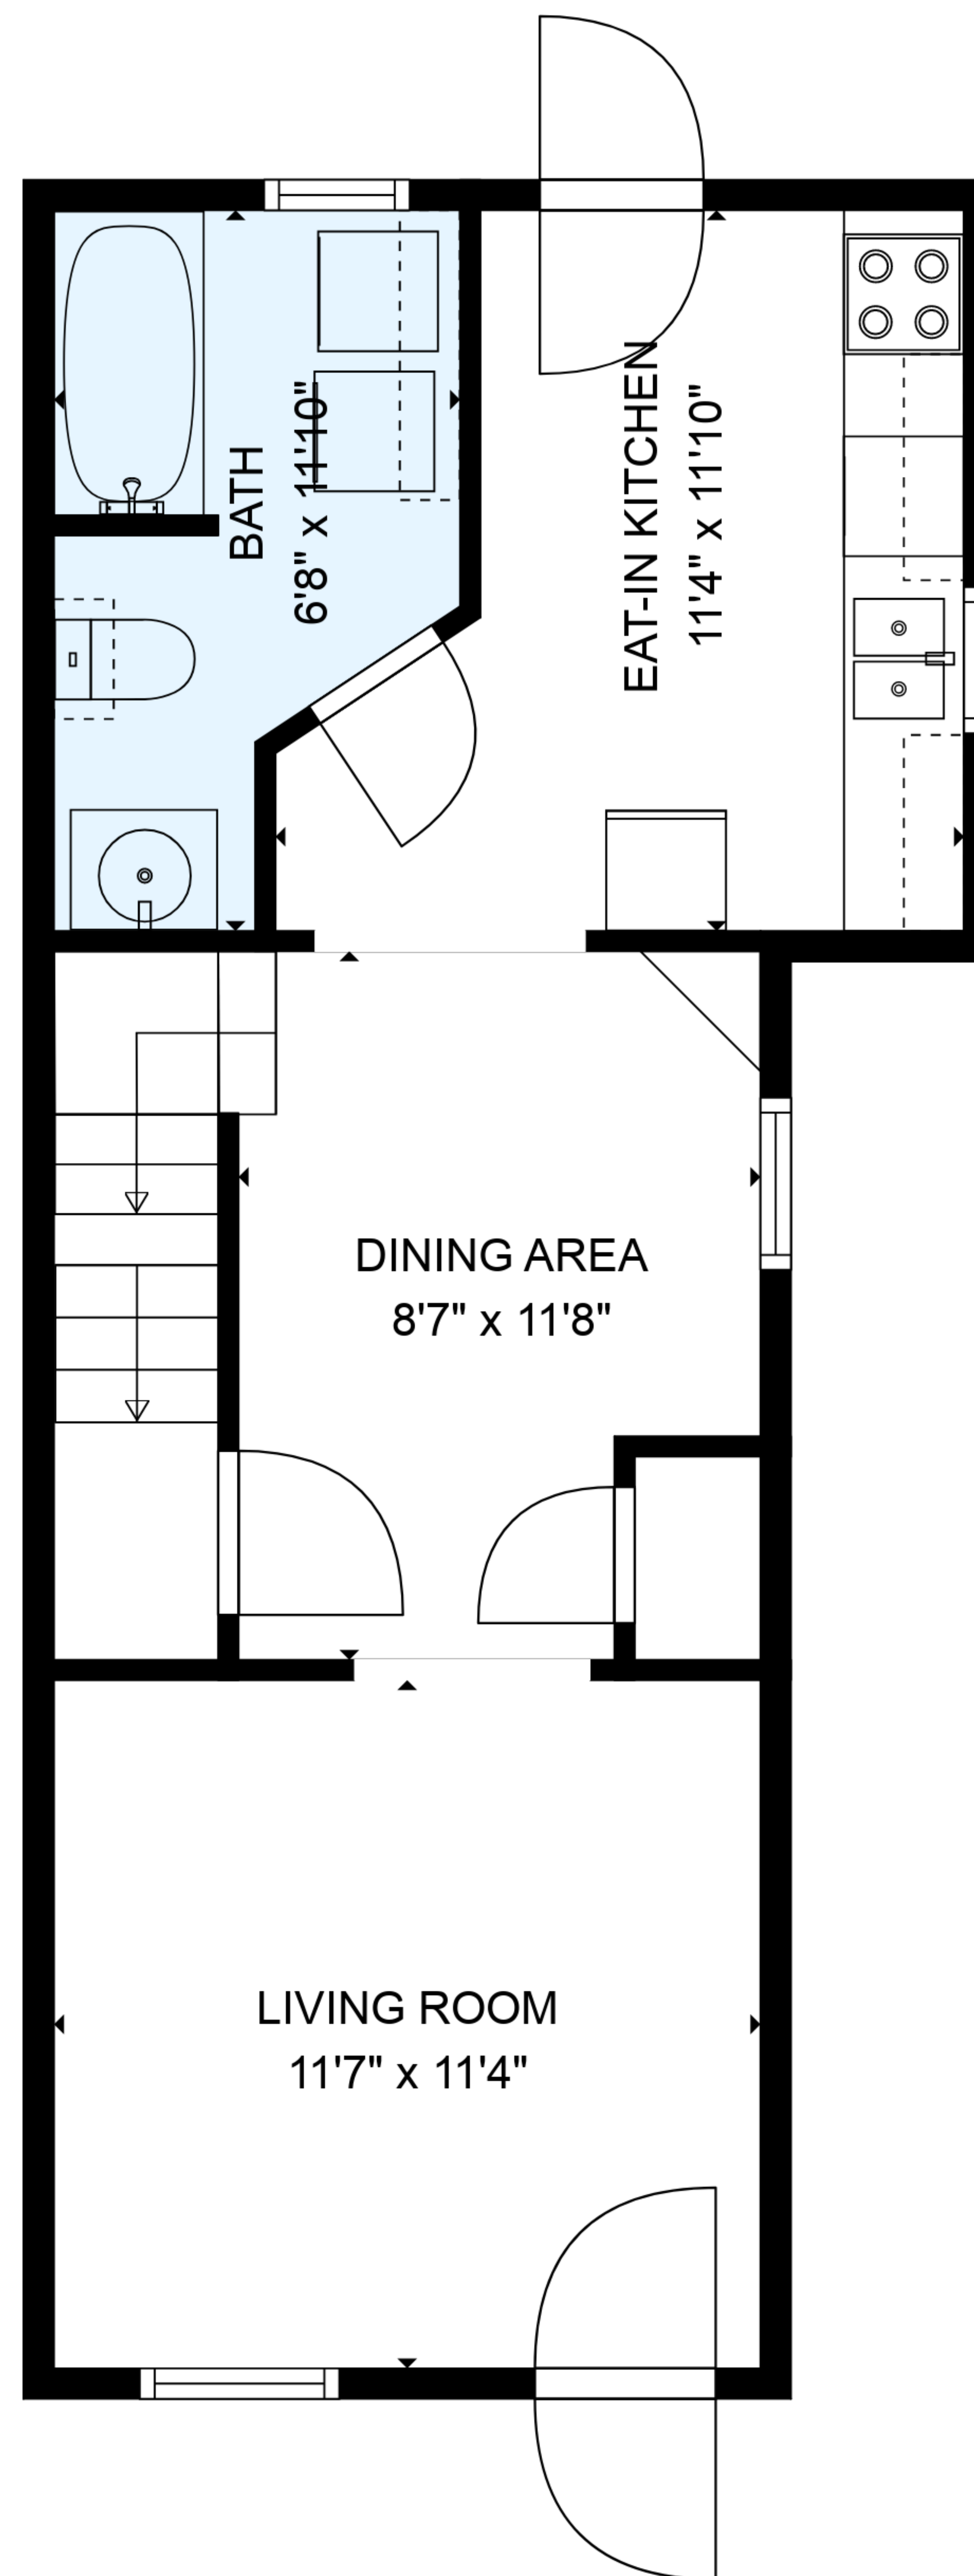 BATH
6'8" x 11'10"
EAT-IN KITCHEN
11'4" x 11'10"
DINING AREA
8'7" x 11'8"
LIVING ROOM
11'7" x 11'4"